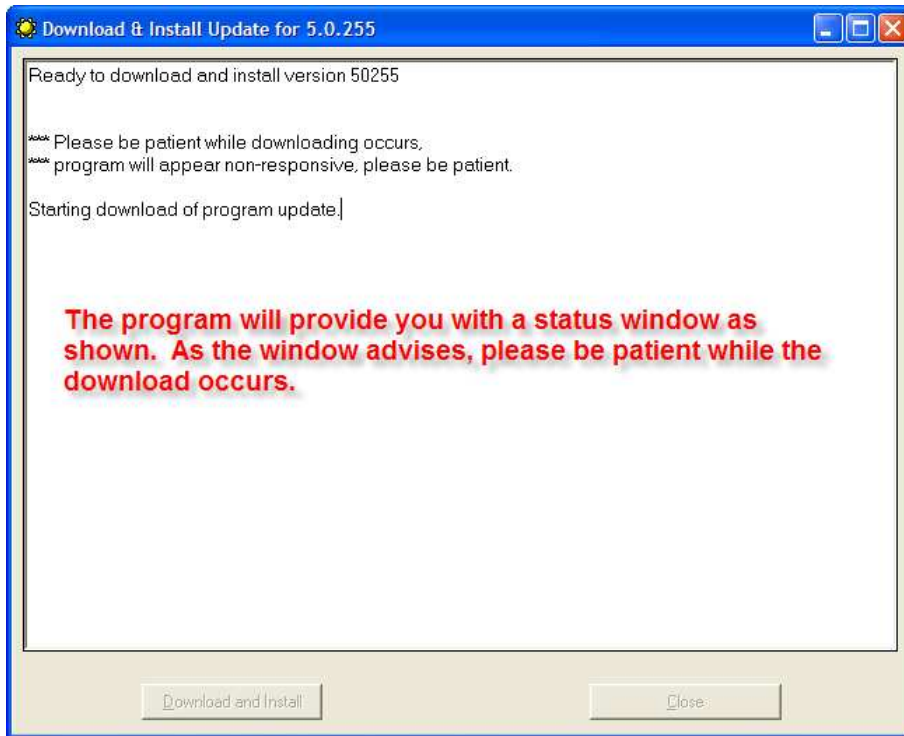 Download & Install Update for 5.0.255
Ready to download and install version 50255
*** Please be patient while downloading occurs,
*** program will appear non-responsive, please be patient.
Starting download of program update.
The program will provide you with a status window as
shown.  As the window advises, please be patient while the
download occurs.
Download and Install
Close